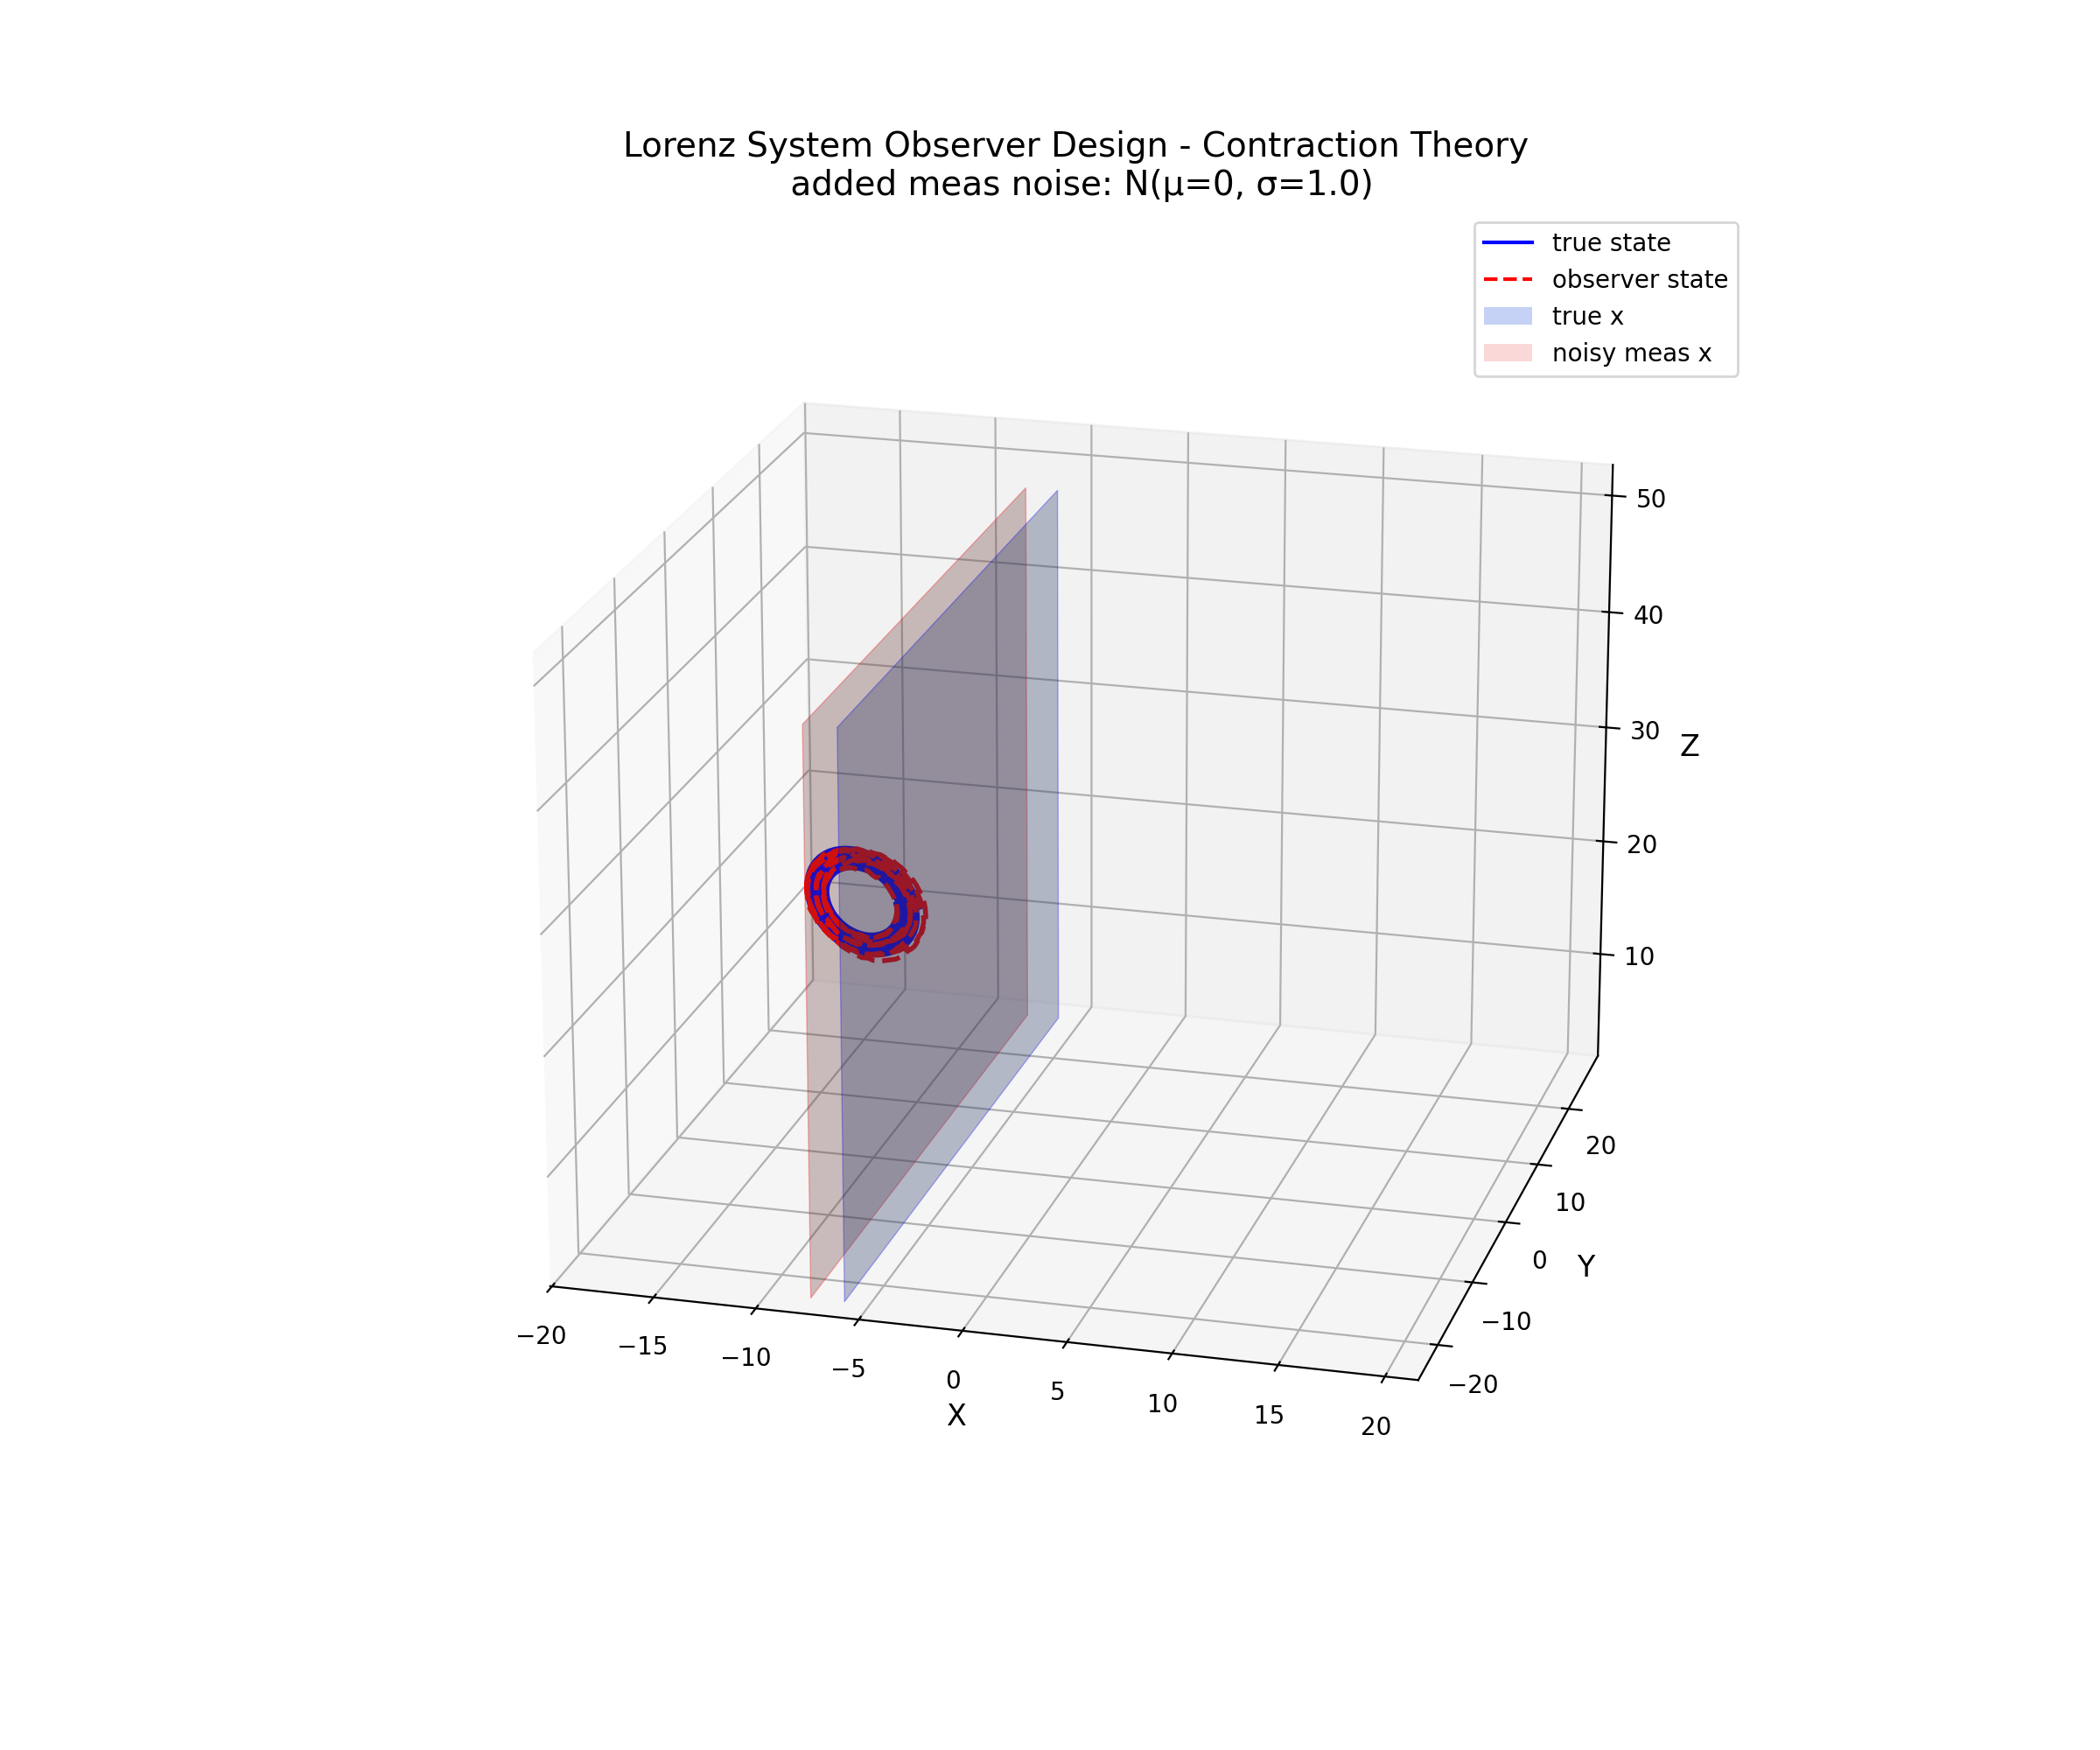 Lorenz System Observer Design - Contraction Theory
added meas noise: N(μ=0, σ=1.0)
true state
observer state
true x
noisy meas x
50
40
30
Z
20
10
20
10
0
Y
−10
−20
−20
−15
−10
−5
0
5
10
15
20
X